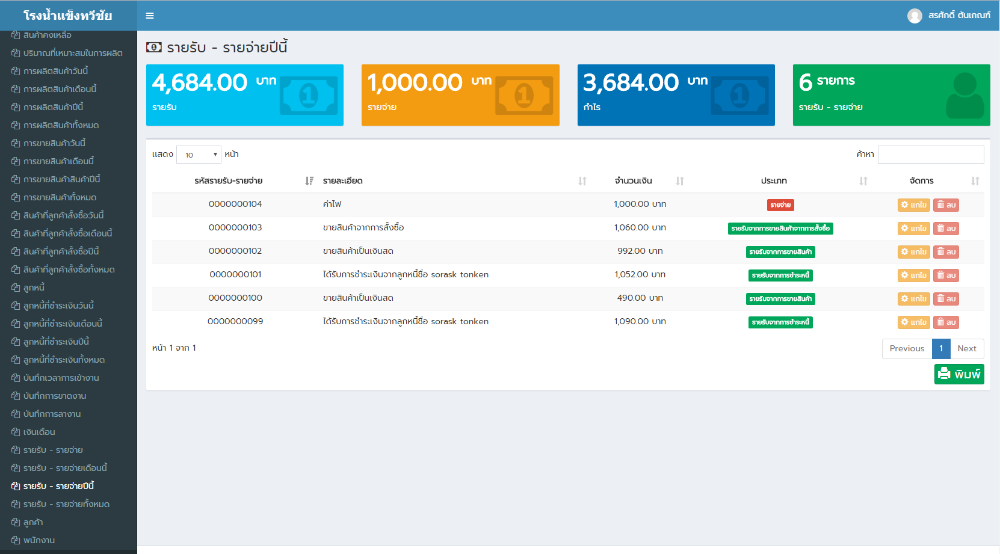 โรงน้ำแข็งทวีชัย
สรศักดิ์ ตันเกณฑ์
สินค้าคงเหลือ
ปริมาณที่เหมาะสมในการผลิต
การผลิตสินค้าวันนี้
การผลิตสินค้าเดือนนี้
การผลิตสินค้าปีนี้
การผลิตสินค้าทั้งหมด
การขายสินค้าวันนี้
การขายสินค้าเดือนนี้
การขายสินค้าสินค้าปีนี้
การขายสินค้าทั้งหมด
สินค้าที่ลูกค้าสั้งซื้อวันนี้
สินค้าที่ลูกค้าสั้งซื้อเดือนนี้
สินค้าที่ลูกค้าสั้งซื้อปีนี้
สินค้าที่ลูกค้าสั้งซื้อทั้งหมด
ลูกหนี้
ลูกหนี้ที่ชำระเงินวันนี้
ลูกหนี้ที่ชำระเงินเดือนนี้
ลูกหนี้ที่ชำระเงินปีนี้
ลูกหนี้ที่ชำระเงินทั้งหมด
บันทึกเวลาการเข้างาน
บันทึกการขาดงาน
บันทึกการลางาน
เงินเดือน
รายรับ - รายจ่าย
รายรับ - รายจ่ายเดือนนี้
รายรับ - รายจ่ายปีนี้
รายรับ - รายจ่ายทั้งหมด
ลูกค้า
พนักงาน
รายรับ - รายจ่ายปีนี้
4,684.00 บาท
รายรับ
1,000.00 บาท
รายจ่าย
3,684.00 บาท
กำไร
6 รายการ
รายรับ - รายจ่าย
แสดง 10 หน้า
ค้าหา
รหัสรายรับ-รายจ่าย รายละเอียด จำนวนเงิน ประเภท จัดการ
0000000104 ค่าไฟ 1,000.00 บาท รายจ่าย แกไข ลบ
0000000103 ขายสินค้าจากการสั้งซื้อ 1,060.00 บาท รายรับจากการขายสินค้าจากการสั้งซื้อ แกไข ลบ
0000000102 ขายสินค้าเป็นเงินสด 992.00 บาท รายรับจากการขายสินค้า แกไข ลบ
0000000101 ได้รับการชำระเงินจากลูกหนี้ชื่อ sorask tonken 1,052.00 บาท รายรับจากการชำระหนี้ แกไข ลบ
0000000100 ขายสินค้าเป็นเงินสด 490.00 บาท รายรับจากการขายสินค้า แกไข ลบ
0000000099 ได้รับการชำระเงินจากลูกหนี้ชื่อ sorask tonken 1,090.00 บาท รายรับจากการชำระหนี้ แกไข ลบ
หน้า 1 จาก 1
Previous 1 Next
พิมพ์